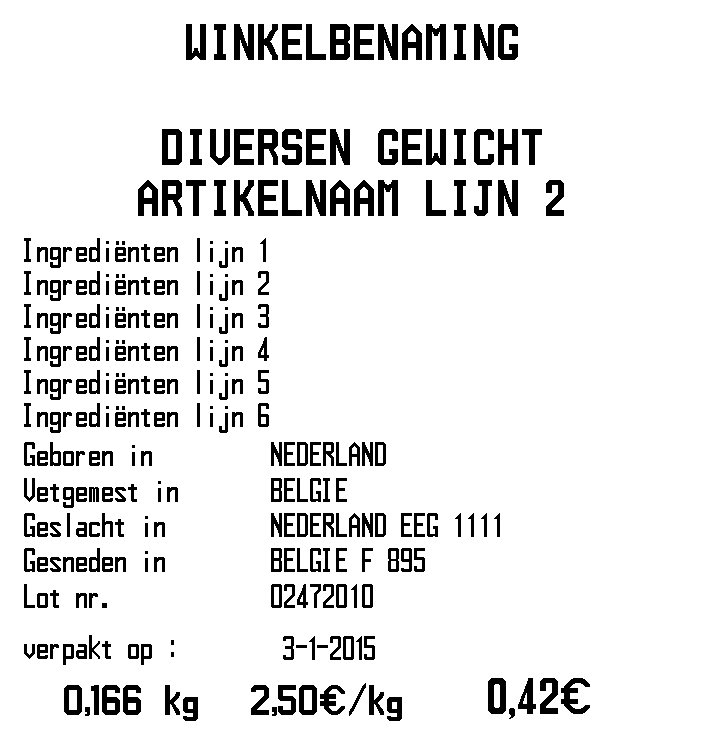 WINKELBENAMING
DIVERSEN GEWICHT
ARTIKELNAAM LIJN 2
Ingrediënten lijn 1
Ingrediënten lijn 2
Ingrediënten lijn 3
Ingrediënten lijn 4
Ingrediënten lijn 5
Ingrediënten lijn 6
Geboren in NEDERLAND
Vetgemest in BELGIE
Geslacht in NEDERLAND EEG 1111
Gesneden in BELGIE F 895
Lot nr. 02472010
verpakt op : 3-1-2015
0,166 kg 2,50€/kg 0,42€